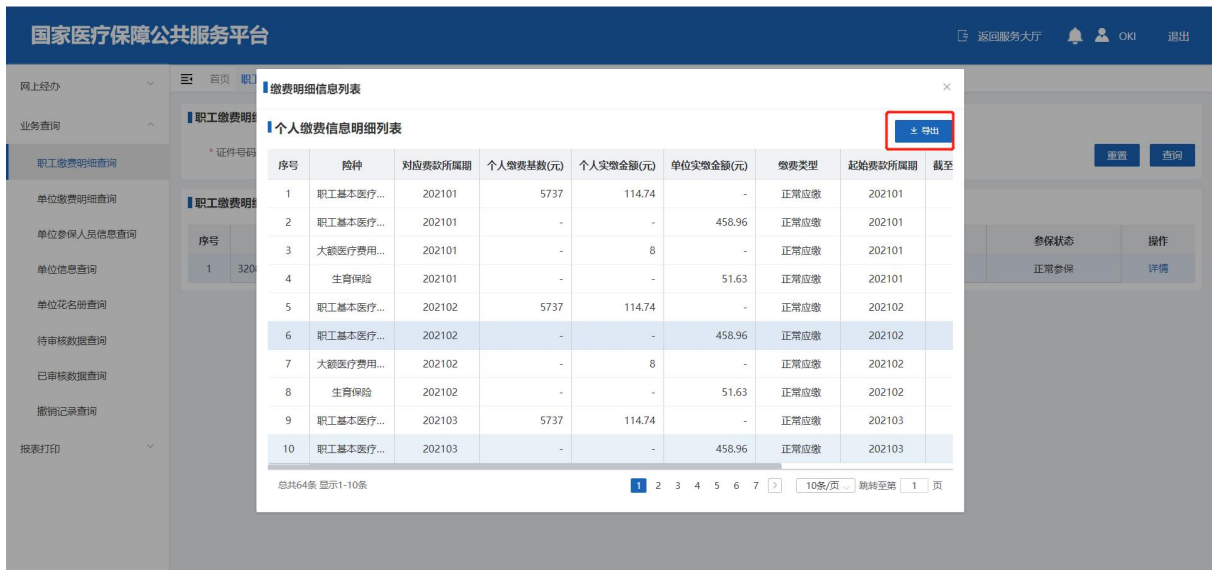 国家医疗保障公共服务平台
返回服务大厅 OKI 退出
网上经办
业务查询
职工缴费明细查询
单位缴费明细查询
单位参保人员信息查询
单位信息查询
单位花名册查询
待审核数据查询
已审核数据查询
撤销记录查询
报表打印
首页 职工
职工缴费明细
* 证件号码
重置 查询
职工缴费明细
序号 参保状态 操作
1 320 正常参保 详情
缴费明细信息列表
个人缴费信息明细列表
导出
序号 险种 对应费款所属期 个人缴费基数(元) 个人实缴金额(元) 单位实缴金额(元) 缴费类型 起始费款所属期 截至
1 职工基本医疗... 202101 5737 114.74 - 正常应缴 202101
2 职工基本医疗... 202101 - - 458.96 正常应缴 202101
3 大额医疗费用... 202101 - 8 - 正常应缴 202101
4 生育保险 202101 - - 51.63 正常应缴 202101
5 职工基本医疗... 202102 5737 114.74 - 正常应缴 202102
6 职工基本医疗... 202102 - - 458.96 正常应缴 202102
7 大额医疗费用... 202102 - 8 - 正常应缴 202102
8 生育保险 202102 - - 51.63 正常应缴 202102
9 职工基本医疗... 202103 5737 114.74 - 正常应缴 202103
10 职工基本医疗... 202103 - - 458.96 正常应缴 202103
总共64条 显示1-10条 1 2 3 4 5 6 7 > 10条/页 跳转至第 1 页